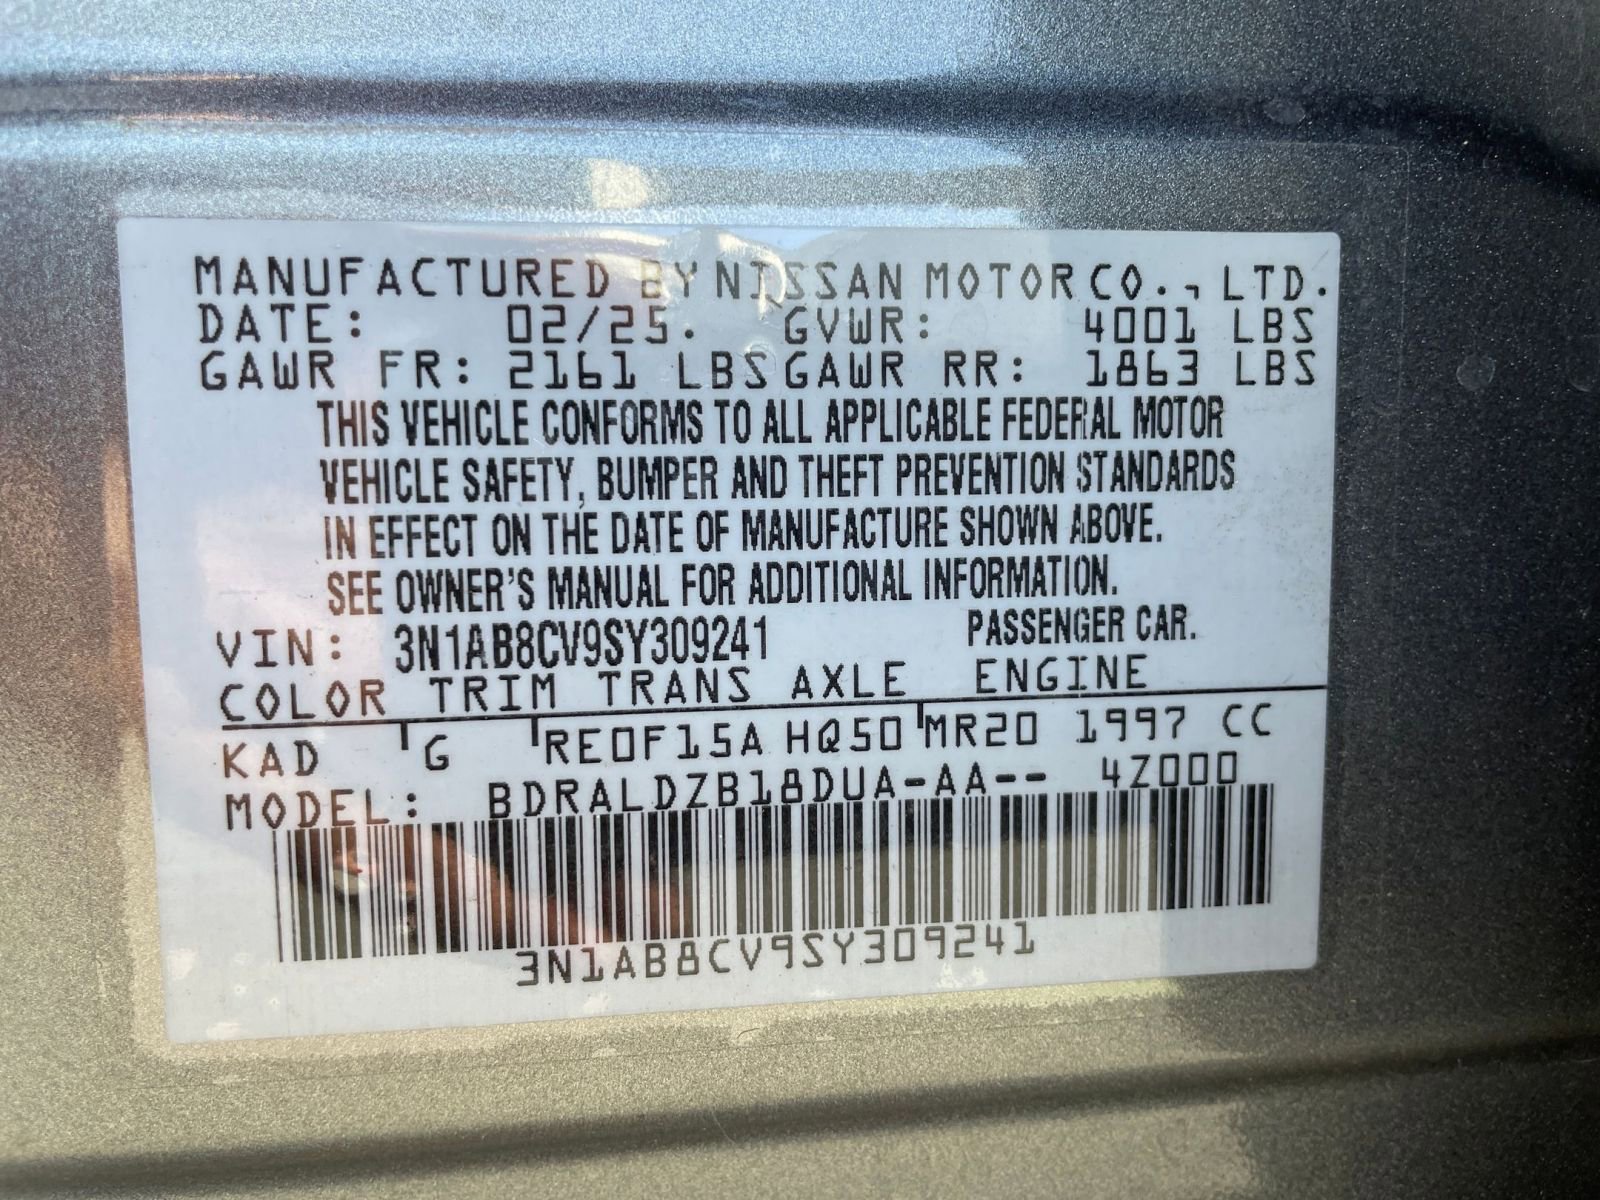 MANUFACTURED BY NISSAN MOTOR CO., LTD.
DATE: 02/25. GVWR: 4001 LBS
GAWR FR: 2161 LBS GAWR RR: 1863 LBS
THIS VEHICLE CONFORMS TO ALL APPLICABLE FEDERAL MOTOR
VEHICLE SAFETY, BUMPER AND THEFT PREVENTION STANDARDS
IN EFFECT ON THE DATE OF MANUFACTURE SHOWN ABOVE.
SEE OWNER'S MANUAL FOR ADDITIONAL INFORMATION.
VIN: 3N1AB8CV9SY309241 PASSENGER CAR.
COLOR TRIM TRANS AXLE ENGINE
KAD G RE0F15A HQ50 MR20 1997 CC
MODEL: BDRALDZB18DUA-AA-- 4Z000
3N1AB8CV9SY309241